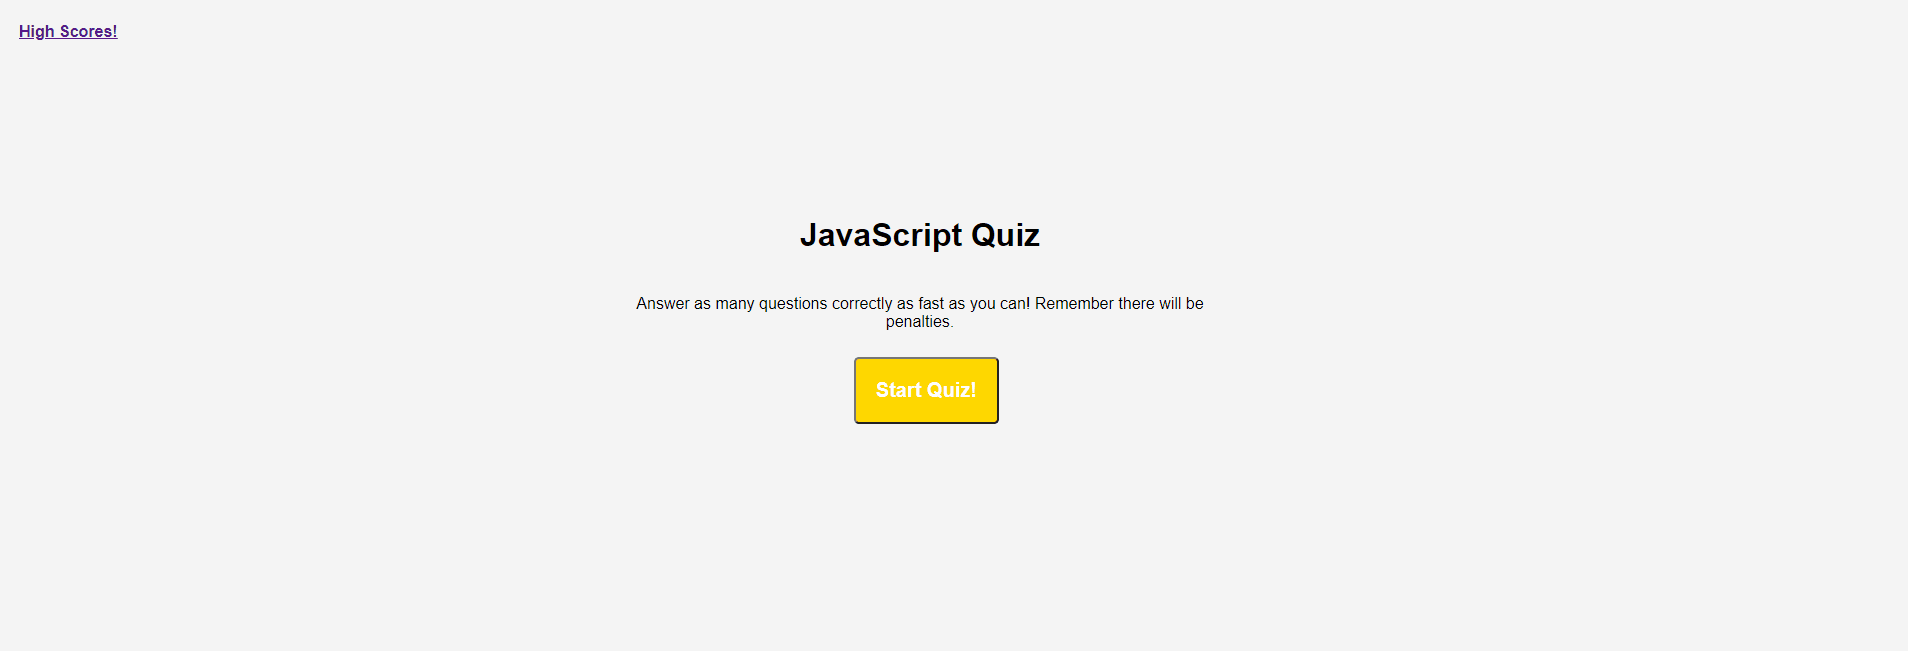 High Scores!
JavaScript Quiz
Answer as many questions correctly as fast as you can! Remember there will be
penalties.
Start Quiz!